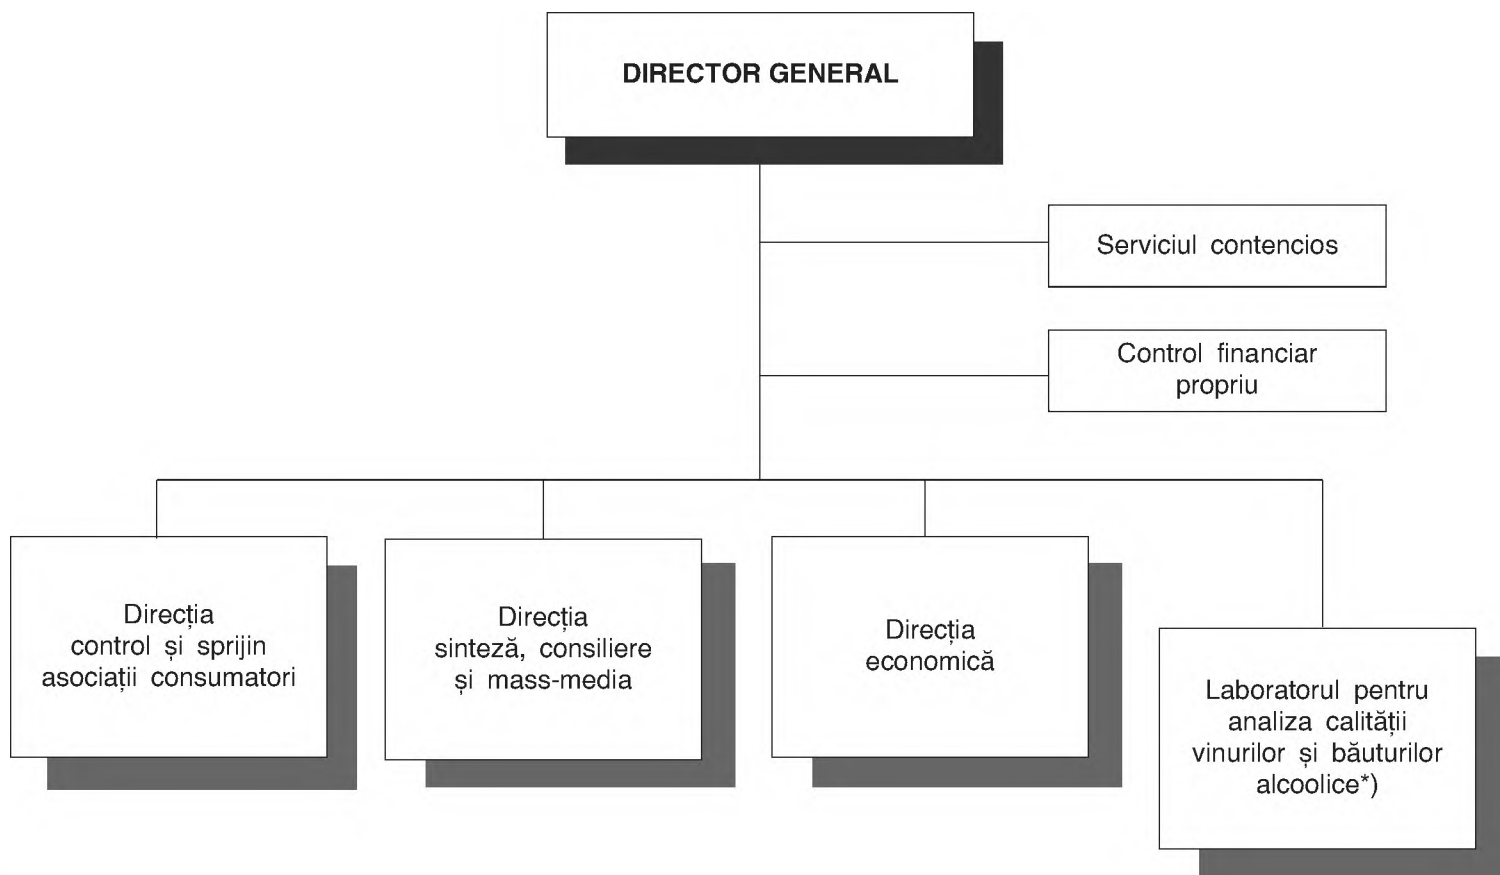 DIRECTOR GENERAL
Serviciul contencios
Control financiar
propriu
Direcția
control și sprijin
asociații consumatori
Direcția
sinteză, consiliere
și mass-media
Direcția
economică
Laboratorul pentru
analiza calității
vinurilor și băuturilor
alcoolice*)